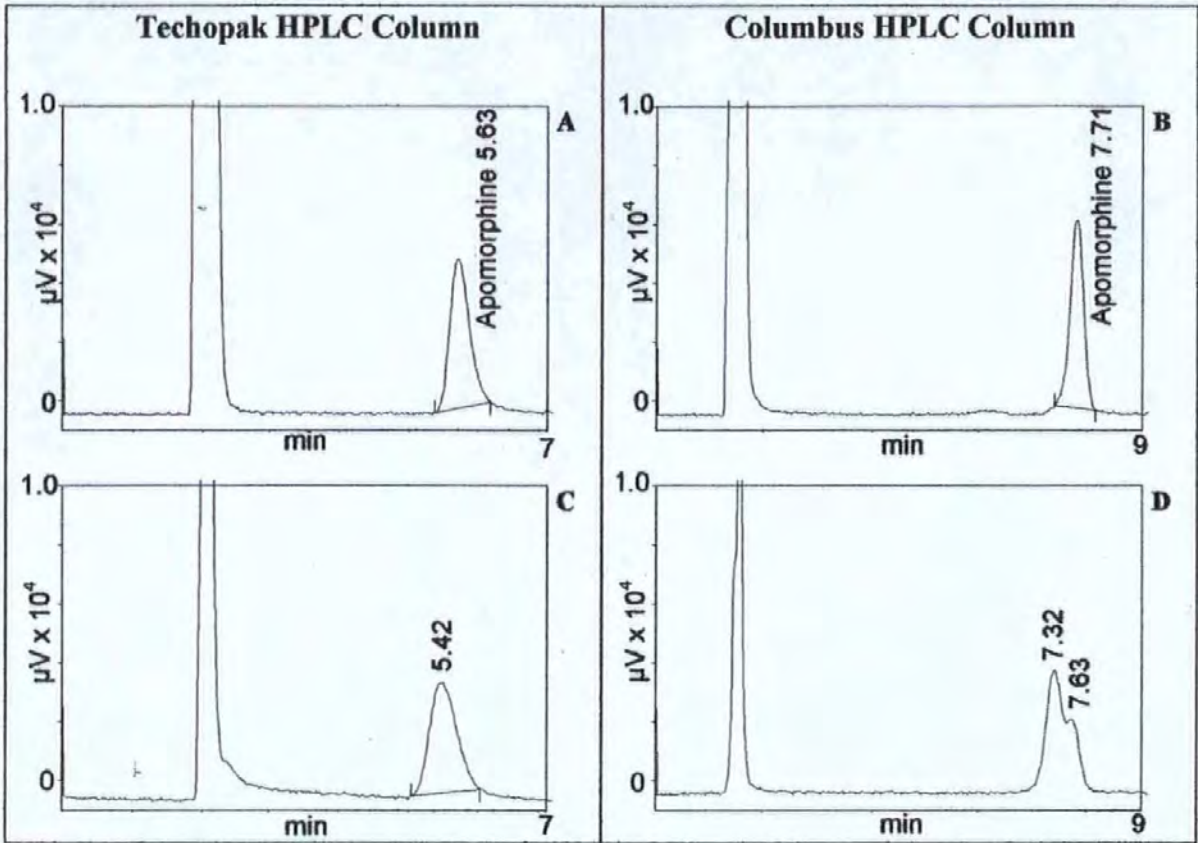 Techopak HPLC Column
Columbus HPLC Column
1.0
A
µV x 10⁴
Apomorphine 5.63
0
min
7
1.0
B
µV x 10⁴
Apomorphine 7.71
0
min
9
1.0
C
µV x 10⁴
5.42
0
min
7
1.0
D
µV x 10⁴
7.32
7.63
0
min
9